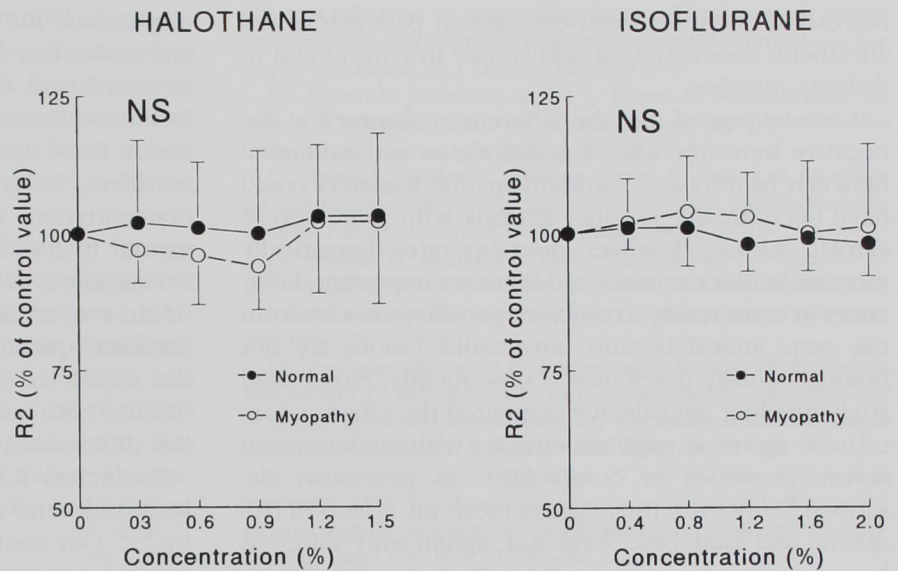 HALOTHANE
125
NS
100
75
50
R2 (% of control value)
Normal
Myopathy
0
0.3
0.6
0.9
1.2
1.5
Concentration (%)
ISOFLURANE
125
NS
100
75
50
R2 (% of control value)
Normal
Myopathy
0
0.4
0.8
1.2
1.6
2.0
Concentration (%)